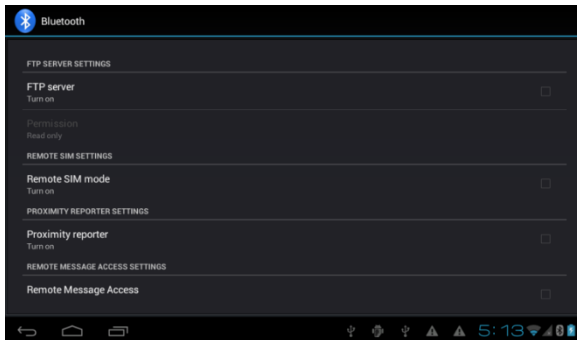 Bluetooth
FTP SERVER SETTINGS
FTP server
Turn on
Permission
Read only
REMOTE SIM SETTINGS
Remote SIM mode
Turn on
PROXIMITY REPORTER SETTINGS
Proximity reporter
Turn on
REMOTE MESSAGE ACCESS SETTINGS
Remote Message Access
5:13